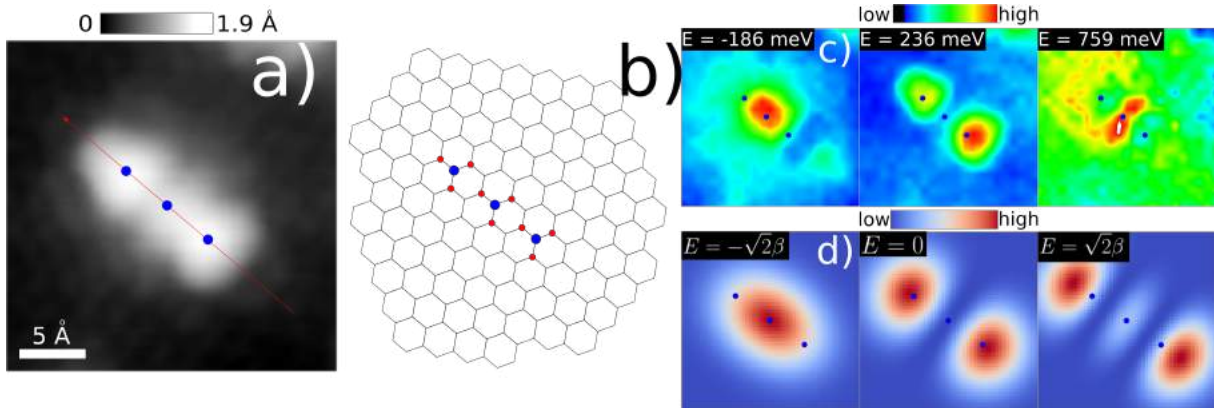 0 1.9 Å
a)
5 Å
b)
low high
E = -186 meV
E = 236 meV
E = 759 meV
c)
low high
E = -√2β
E = 0
E = √2β
d)